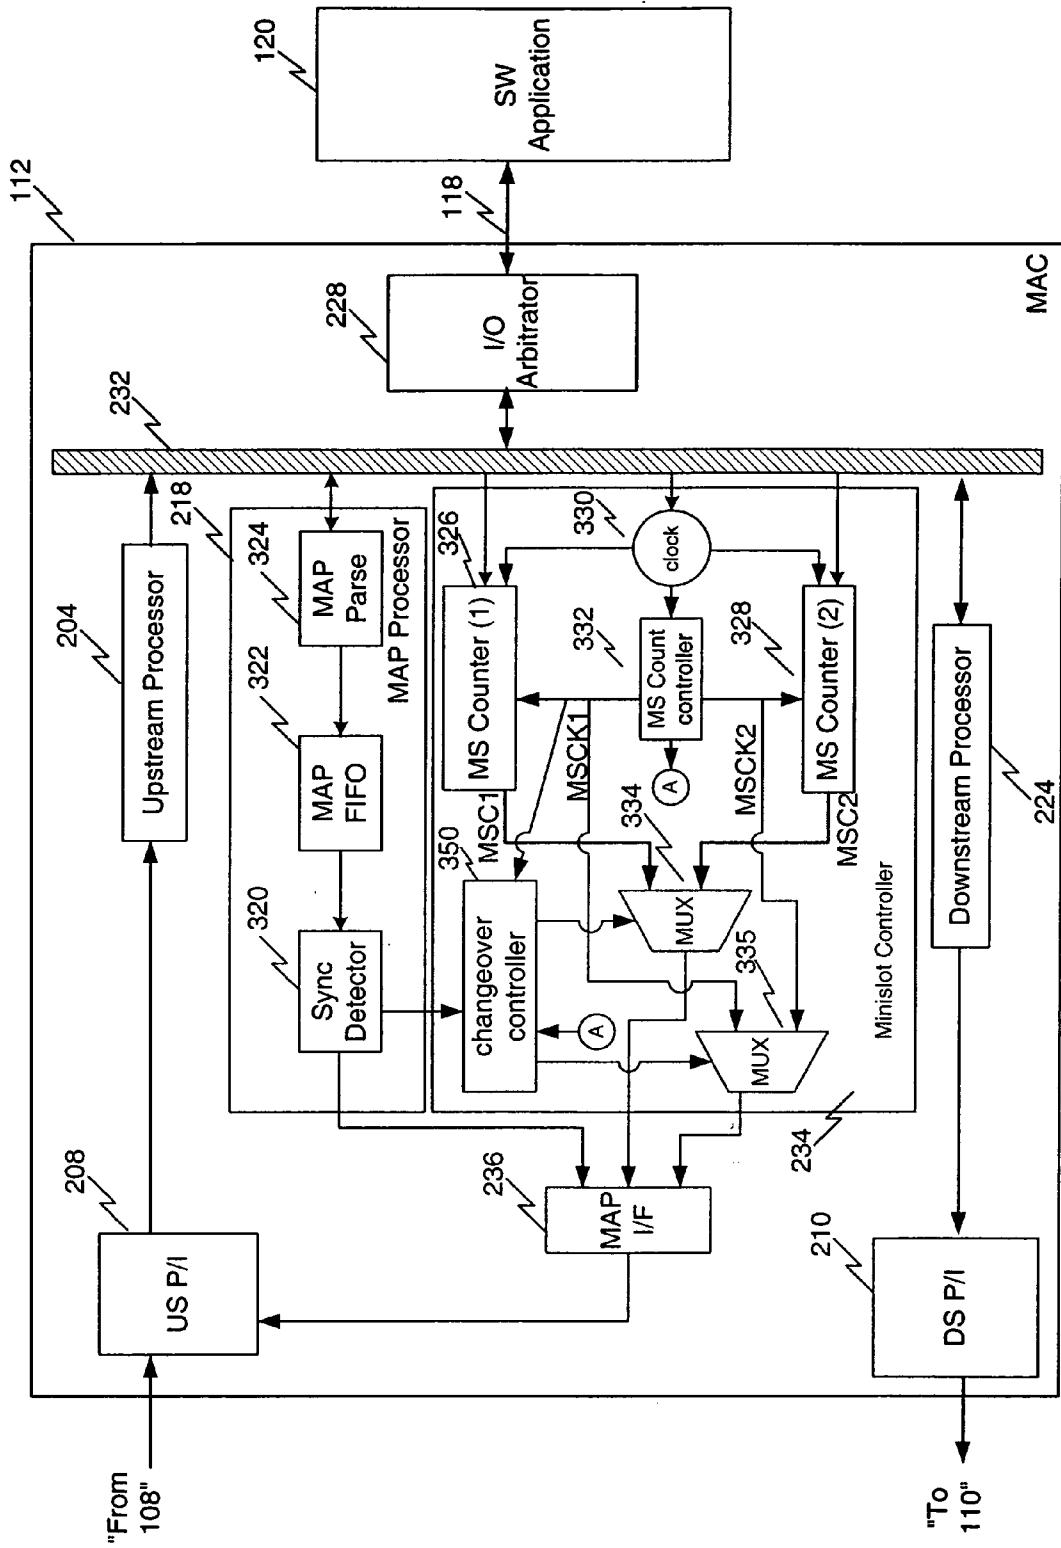 "From
108"
208
US P/I
204
Upstream Processor
232
112
218
320
Sync
Detector
322
MAP
FIFO
324
MAP
Parse
MAP Processor
228
I/O
Arbitrator
118
120
SW
Application
236
MAP
I/F
350
changeover
controller
A
MSC1
326
MS Counter (1)
MSCK1
330
clock
332
MS Count
controller
A
334
MUX
MSCK2
328
MS Counter (2)
MSC2
335
MUX
Minislot Controller
234
210
DS P/I
"To
110"
Downstream Processor
224
MAC